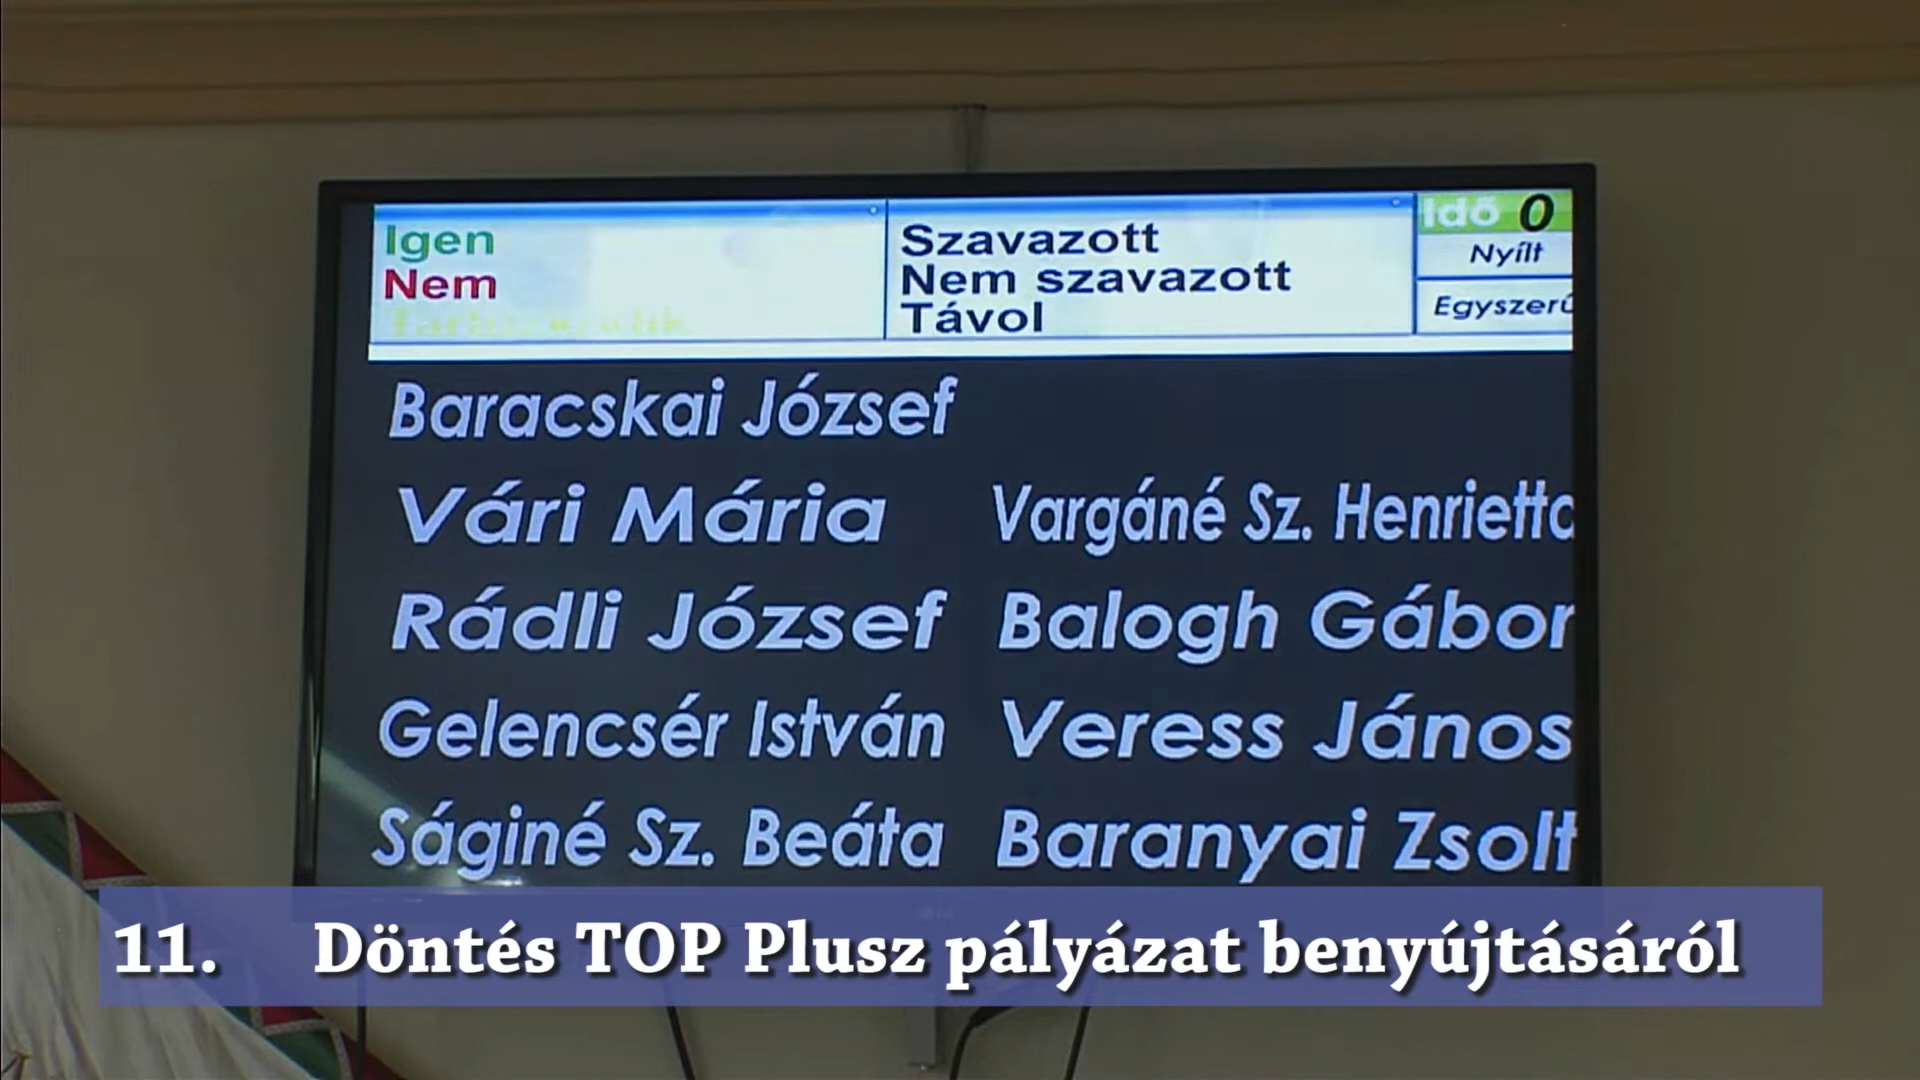 Igen
Nem
Tartózkodik
Szavazott
Nem szavazott
Távol
Idő 0
Nyílt
Egyszerű
Baracskai József
Vári Mária
Vargáné Sz. Henrietta
Rádli József
Balogh Gábor
Gelencsér István
Veress János
Ságiné Sz. Beáta
Baranyai Zsolt
11. Döntés TOP Plusz pályázat benyújtásáról